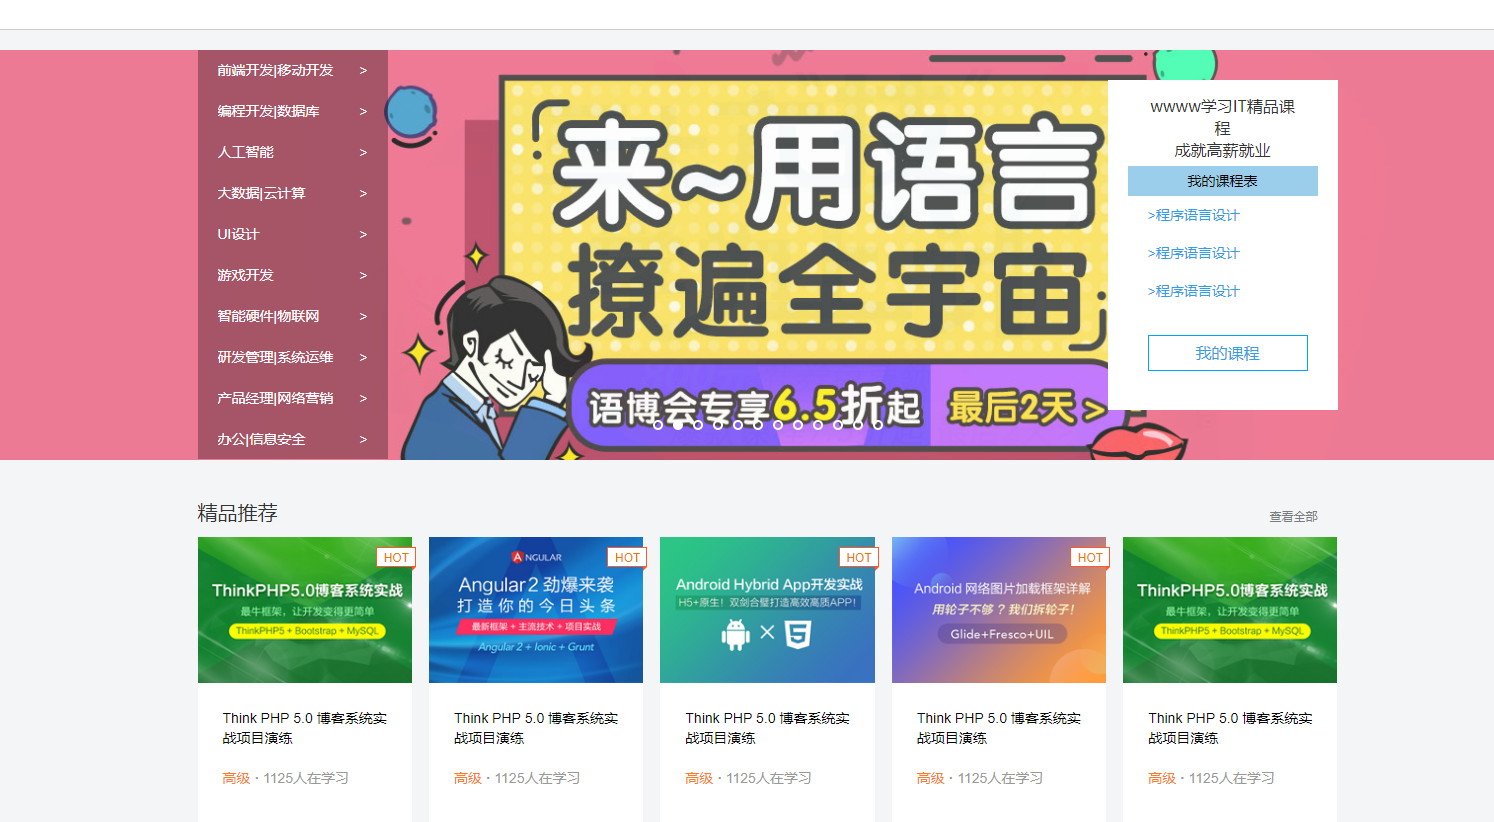 前端开发|移动开发 >
编程开发|数据库 >
人工智能 >
大数据|云计算 >
UI设计 >
游戏开发 >
智能硬件|物联网 >
研发管理|系统运维 >
产品经理|网络营销 >
办公|信息安全 >
来~用语言
撩遍全宇宙
语博会专享6.5折起
最后2天>
wwww学习IT精品课
程
成就高薪就业
我的课程表
>程序语言设计
>程序语言设计
>程序语言设计
我的课程
精品推荐
查看全部
HOT
ThinkPHP5.0博客系统实战
最牛框架，让开发变得更简单
ThinkPHP5 + Bootstrap + MySQL
Think PHP 5.0 博客系统实
战项目演练
高级・1125人在学习
HOT
ANGULAR
Angular2 劲爆来袭
打造你的今日头条
最新框架 + 主流技术 + 项目实战
Angular 2 + Ionic + Grunt
Think PHP 5.0 博客系统实
战项目演练
高级・1125人在学习
HOT
Android Hybrid App开发实战
H5+原生！双剑合璧打造高效高质APP！
5
Think PHP 5.0 博客系统实
战项目演练
高级・1125人在学习
HOT
Android 网络图片加载框架详解
用轮子不够？我们拆轮子！
Glide+Fresco+UIL
Think PHP 5.0 博客系统实
战项目演练
高级・1125人在学习
ThinkPHP5.0博客系统实战
最牛框架，让开发变得更简单
ThinkPHP5 + Bootstrap + MySQL
Think PHP 5.0 博客系统实
战项目演练
高级・1125人在学习